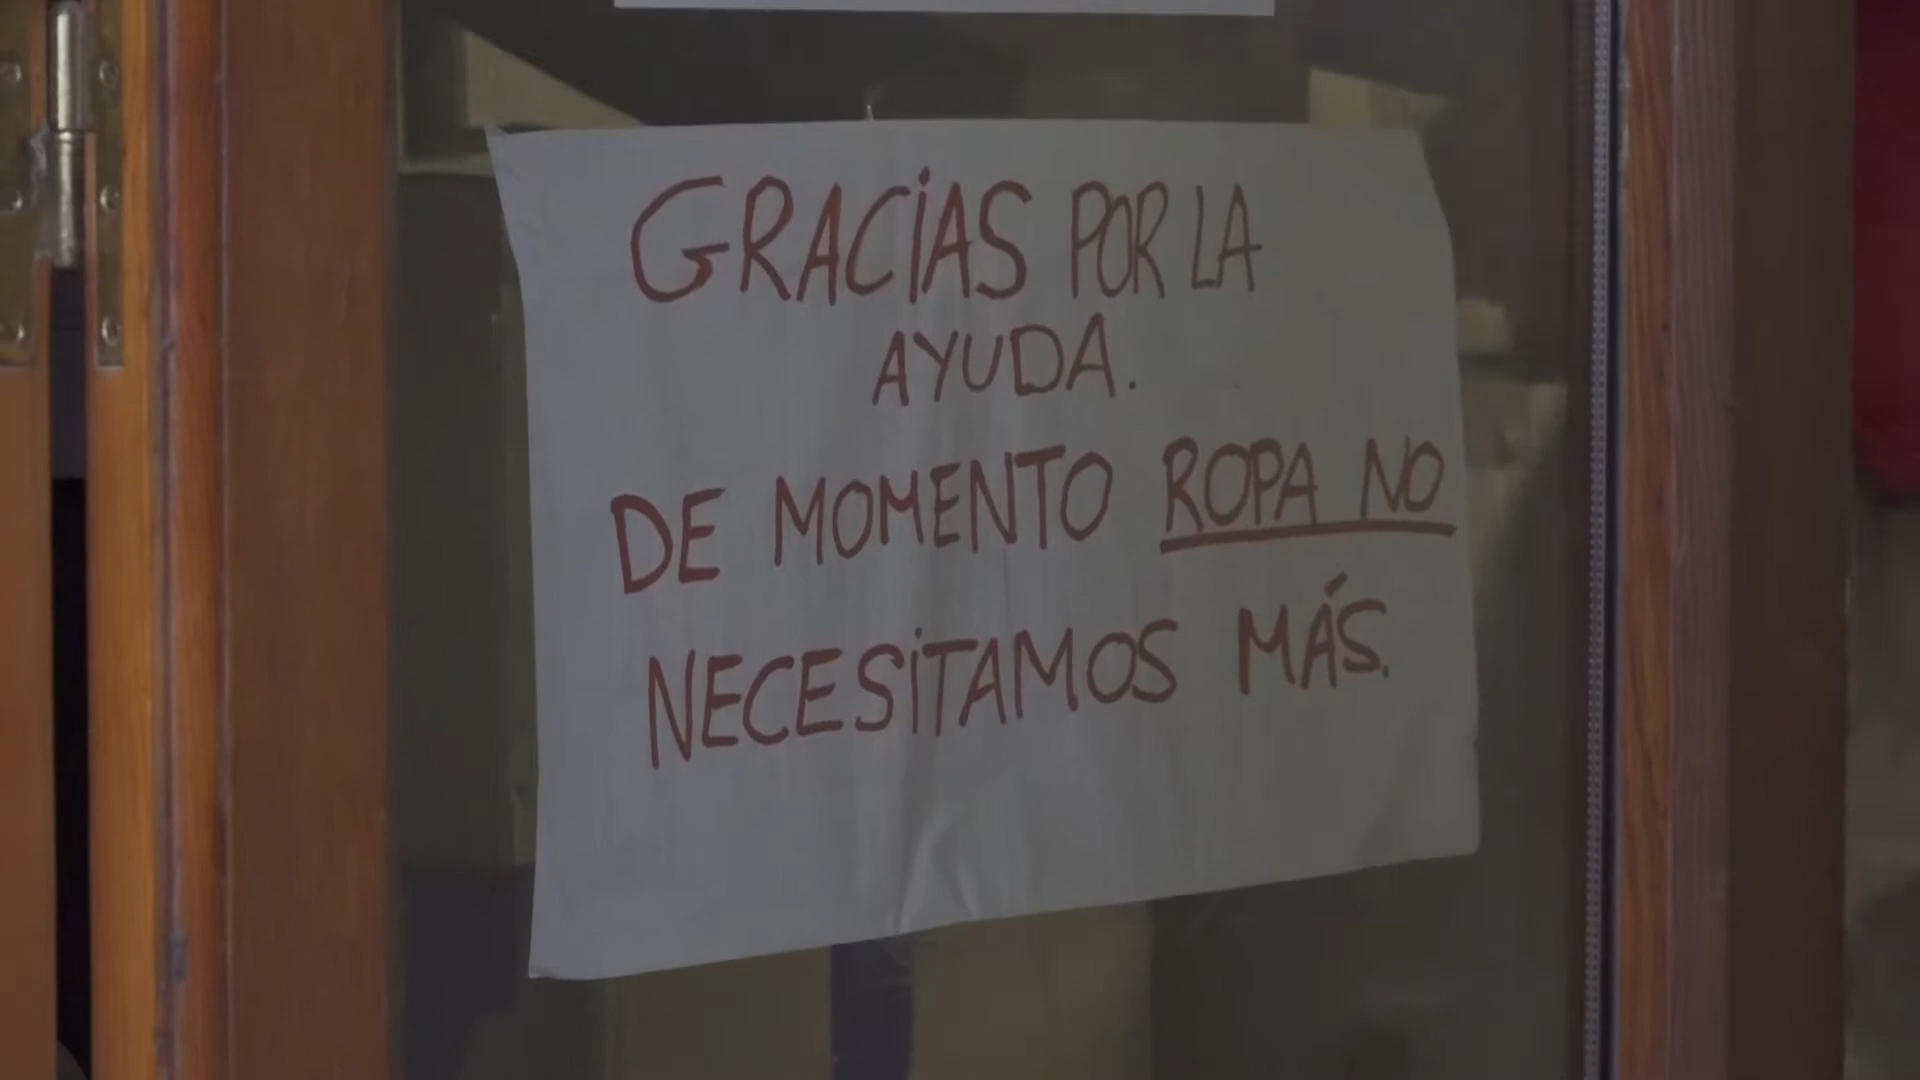 GRACIAS POR LA
AYUDA.
DE MOMENTO ROPA NO
NECESITAMOS MÁS.